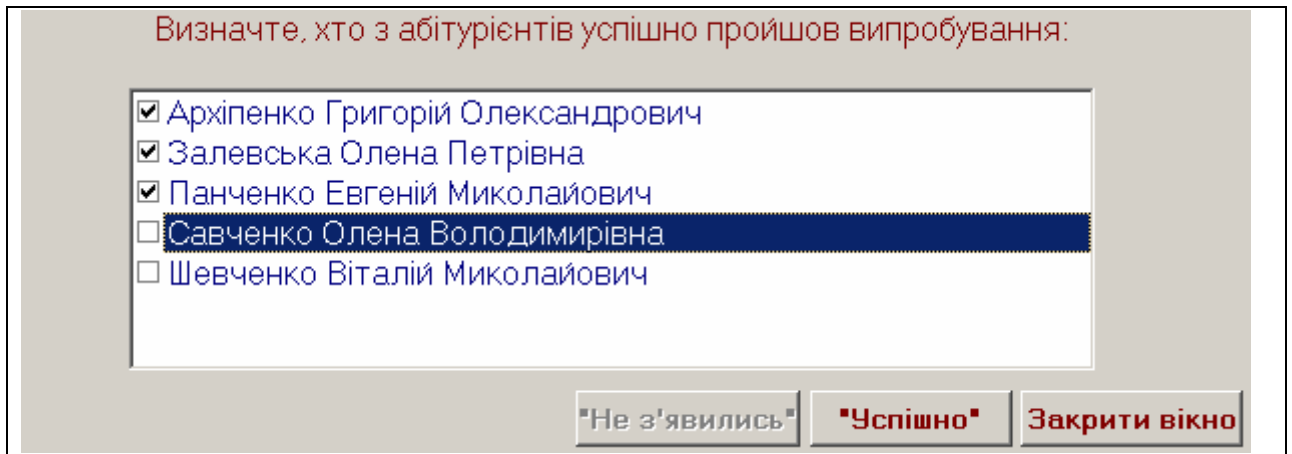 Визначте, хто з абітурієнтів успішно пройшов випробування:
Архіпенко Григорій Олександрович
Залевська Олена Петрівна
Панченко Евгеній Миколайович
Савченко Олена Володимирівна
Шевченко Віталій Миколайович
"Не з'явились" "Успішно" Закрити вікно